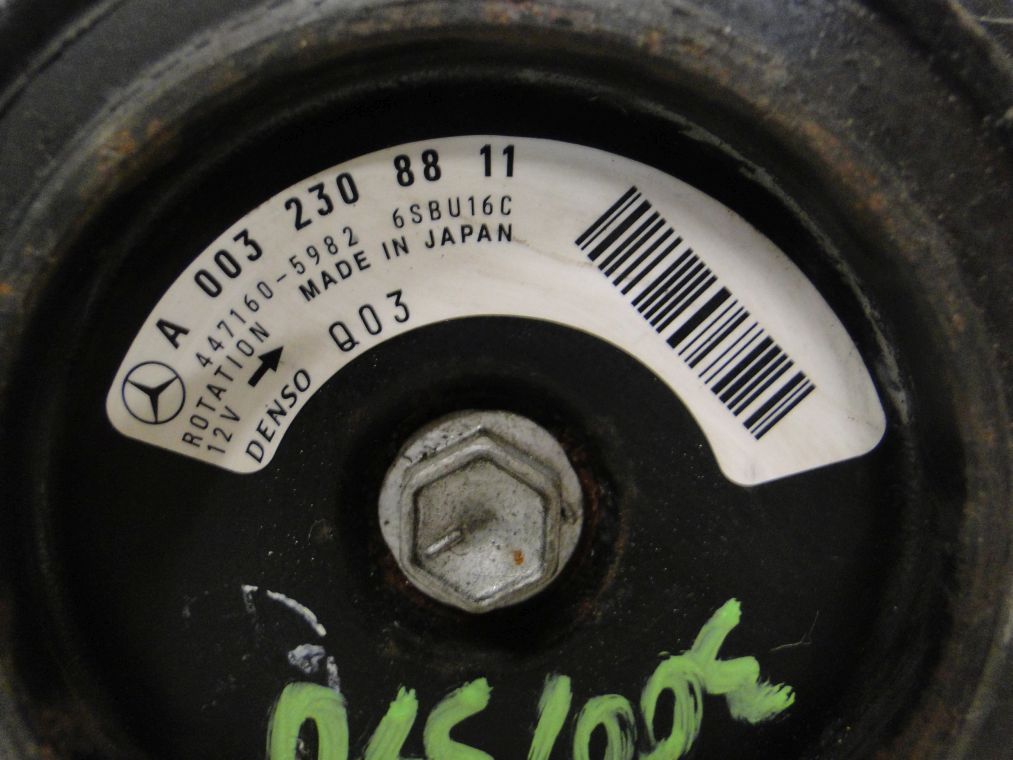 A 003 230 88 11
447160-5982 6SBU16C
ROTATION MADE IN JAPAN
12V Q03
DENSO